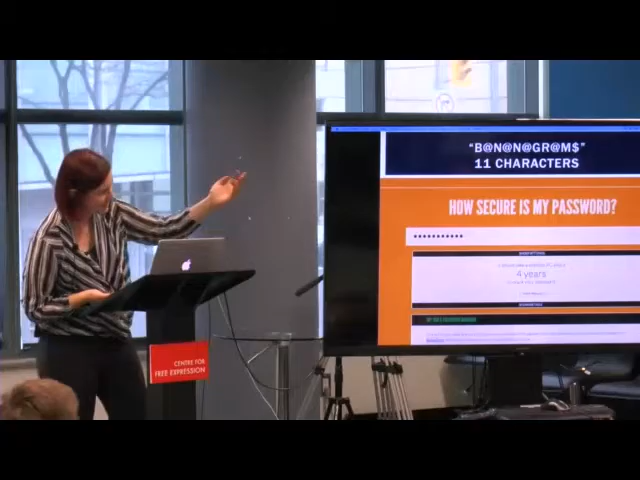 "B@N@N@GR@M$"
11 CHARACTERS
HOW SECURE IS MY PASSWORD?
4 years
CENTRE FOR
FREE EXPRESSION